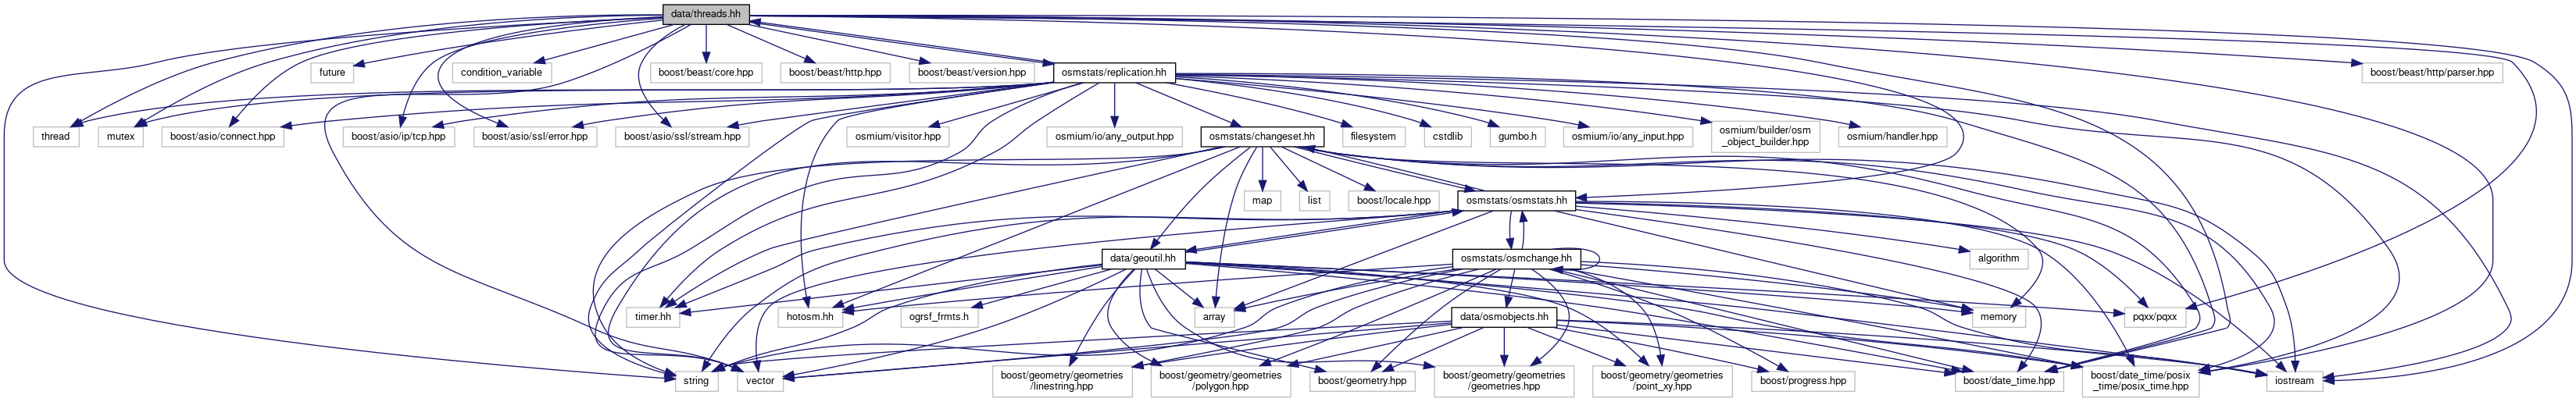 data/threads.hh
future
condition_variable
boost/beast/core.hpp
boost/beast/http.hpp
boost/beast/version.hpp
osmstats/replication.hh
boost/beast/http/parser.hpp
thread
mutex
boost/asio/connect.hpp
boost/asio/ip/tcp.hpp
boost/asio/ssl/error.hpp
boost/asio/ssl/stream.hpp
osmium/visitor.hpp
osmium/io/any_output.hpp
osmstats/changeset.hh
filesystem
cstdlib
gumbo.h
osmium/io/any_input.hpp
osmium/builder/osm
_object_builder.hpp
osmium/handler.hpp
map
list
boost/locale.hpp
osmstats/osmstats.hh
data/geoutil.hh
osmstats/osmchange.hh
algorithm
timer.hh
hotosm.hh
ogrsf_frmts.h
array
data/osmobjects.hh
memory
pqxx/pqxx
string
vector
boost/geometry/geometries
/linestring.hpp
boost/geometry/geometries
/polygon.hpp
boost/geometry.hpp
boost/geometry/geometries
/geometries.hpp
boost/geometry/geometries
/point_xy.hpp
boost/progress.hpp
boost/date_time.hpp
boost/date_time/posix
_time/posix_time.hpp
iostream